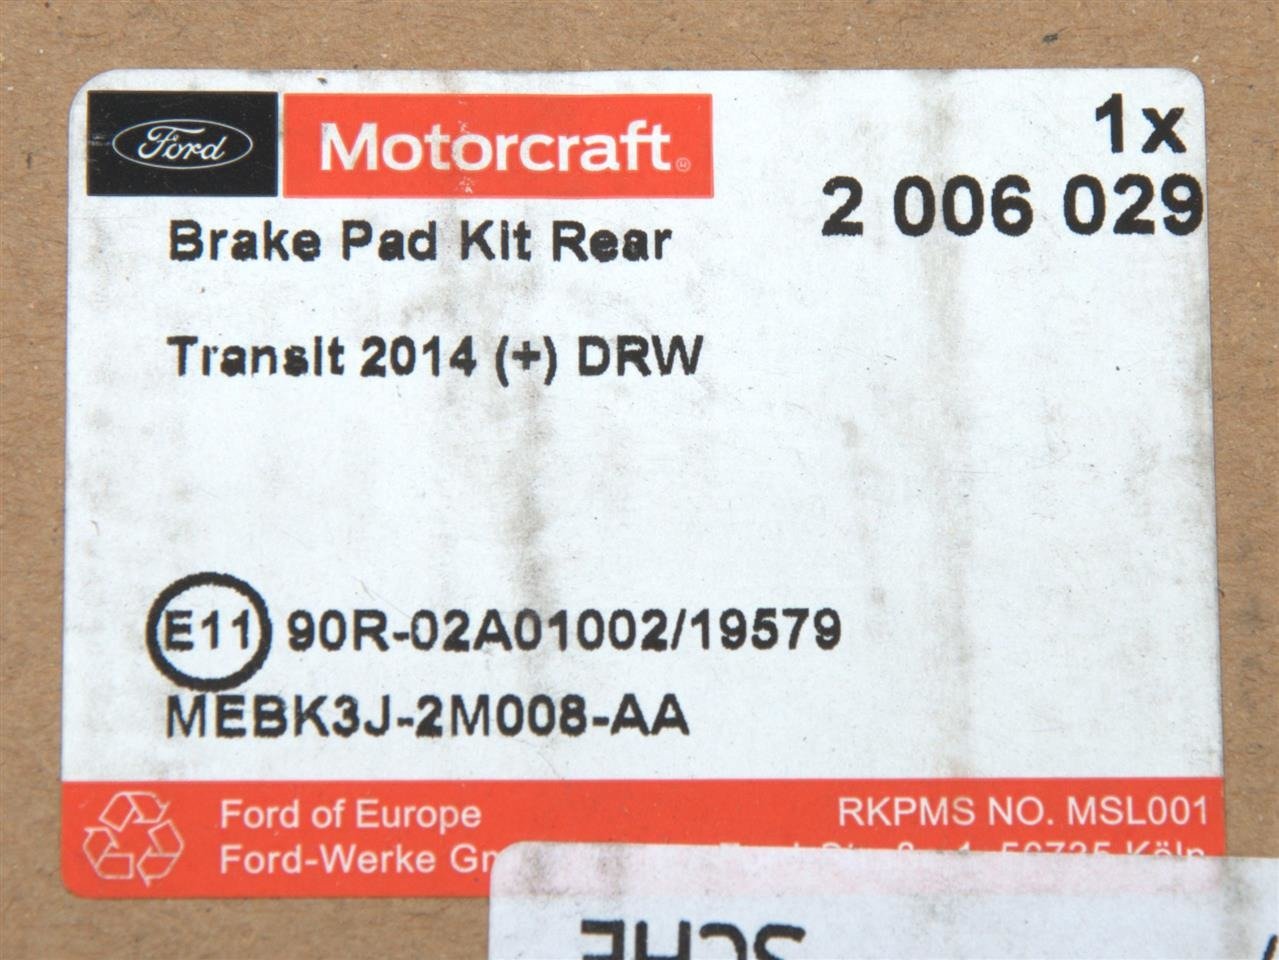 Ford Motorcraft®
1x
2 006 029
Brake Pad Kit Rear
Transit 2014 (+) DRW
E11 90R-02A01002/19579
MEBK3J-2M008-AA
Ford of Europe
RKPMS NO. MSL001
Ford-Werke
Köln